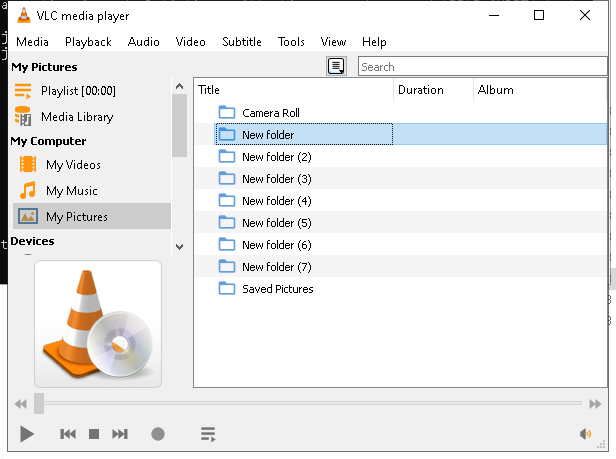 VLC media player
Media Playback Audio Video Subtitle Tools View Help
My Pictures
Search
Playlist [00:00]
Media Library
My Computer
My Videos
My Music
My Pictures
Devices
Title Duration Album
Camera Roll
New folder
New folder (2)
New folder (3)
New folder (4)
New folder (5)
New folder (6)
New folder (7)
Saved Pictures